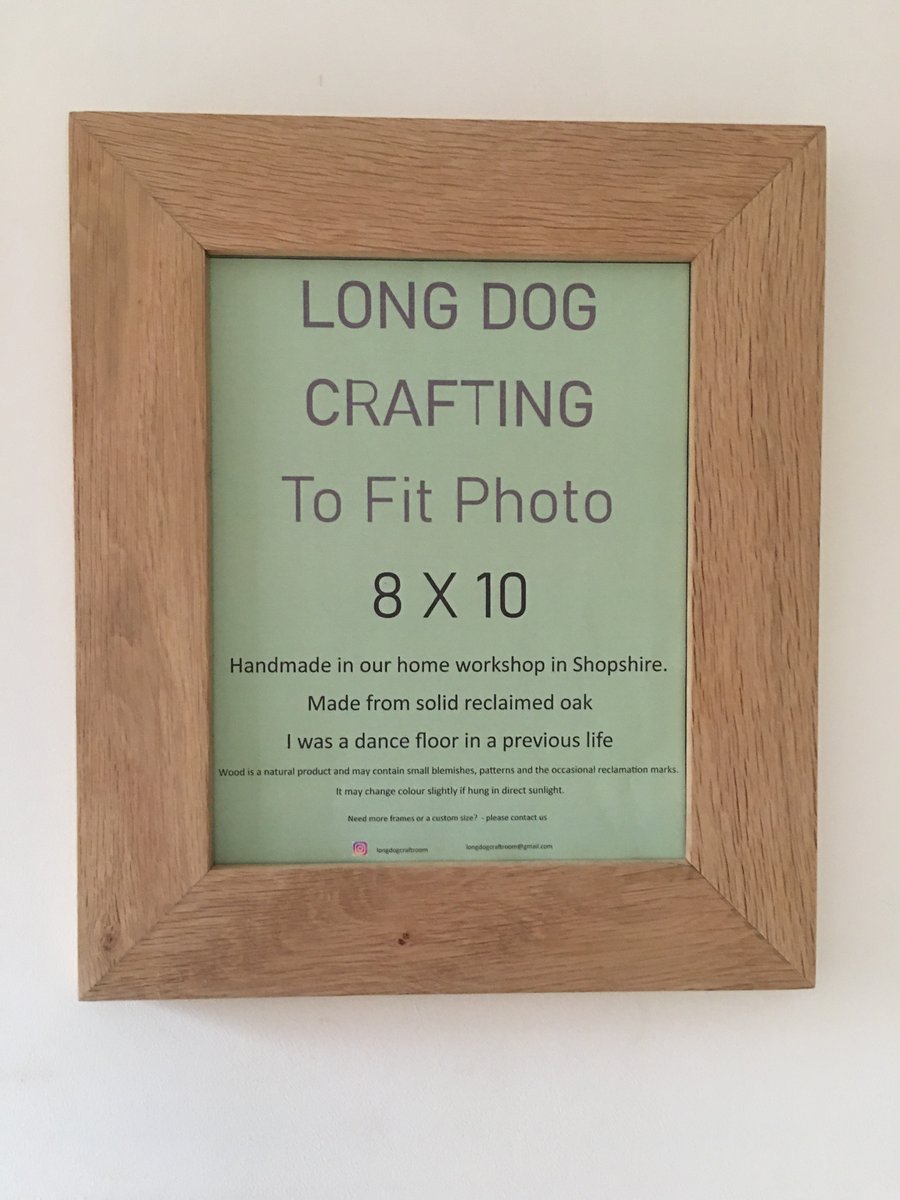 LONG DOG
CRAFTING
To Fit Photo
8 X 10
Handmade in our home workshop in Shopshire.
Made from solid reclaimed oak
I was a dance floor in a previous life
Wood is a natural product and may contain small blemishes, patterns and the occasional reclamation marks.
It may change colour slightly if hung in direct sunlight.
Need more frames or a custom size? - please contact us
longdogcraftroom longdogcraftroom@gmail.com